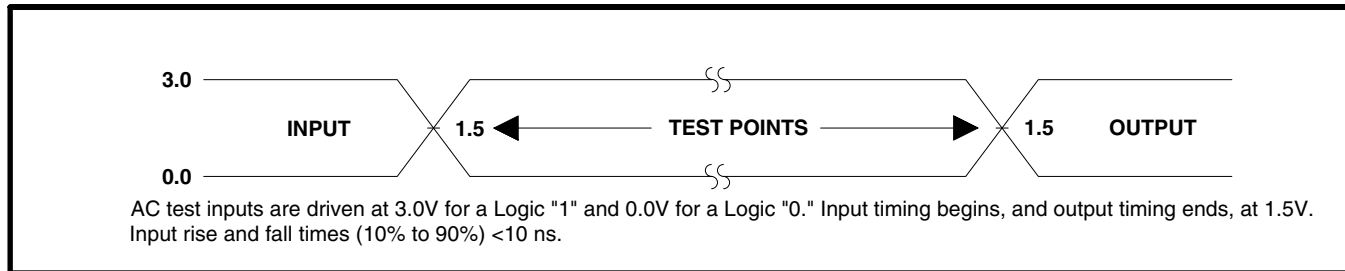 3.0
INPUT 1.5 TEST POINTS 1.5 OUTPUT
0.0
AC test inputs are driven at 3.0V for a Logic "1" and 0.0V for a Logic "0." Input timing begins, and output timing ends, at 1.5V.
Input rise and fall times (10% to 90%) <10 ns.